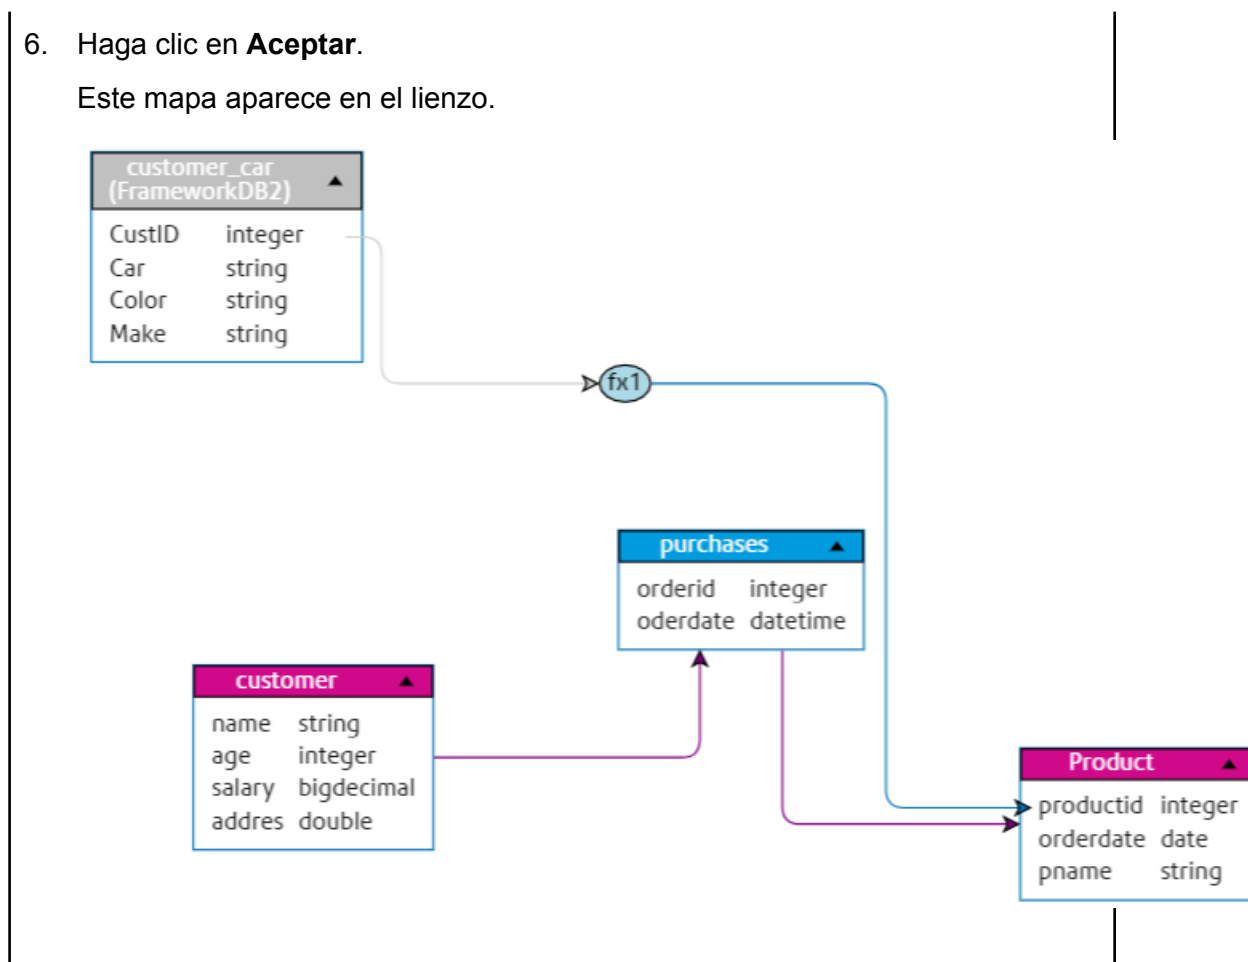 6. Haga clic en Aceptar.
Este mapa aparece en el lienzo.
customer_car
(FrameworkDB2)
CustID integer
Car string
Color string
Make string
fx1
purchases
orderid integer
oderdate datetime
customer
name string
age integer
salary bigdecimal
addres double
Product
productid integer
orderdate date
pname string